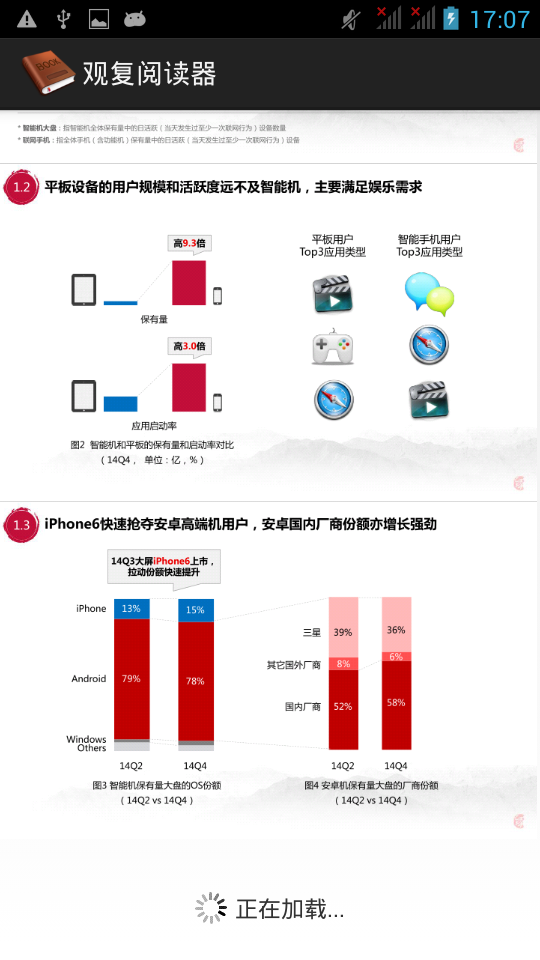 17:07
观复阅读器
* 智能机大盘：指智能机全体保有量中的日活跃（当天发生过至少一次联网行为）设备数量
* 联网手机：指全体手机（含功能机）保有量中的日活跃（当天发生过至少一次联网行为）设备
1.2 平板设备的用户规模和活跃度远不及智能机，主要满足娱乐需求
高9.3倍
保有量
高3.0倍
应用启动率
图2 智能机和平板的保有量和启动率对比
（14Q4， 单位：亿，%）
平板用户
Top3应用类型
智能手机用户
Top3应用类型
1.3 iPhone6快速抢夺安卓高端机用户，安卓国内厂商份额亦增长强劲
14Q3大屏iPhone6上市，
拉动份额快速提升
iPhone 13% 15%
Android 79% 78%
Windows
Others
14Q2 14Q4
图3 智能机保有量大盘的OS份额
（14Q2 vs 14Q4）
三星 39% 36%
其它国外厂商 8% 6%
国内厂商 52% 58%
14Q2 14Q4
图4 安卓机保有量大盘的厂商份额
（14Q2 vs 14Q4）
正在加载...